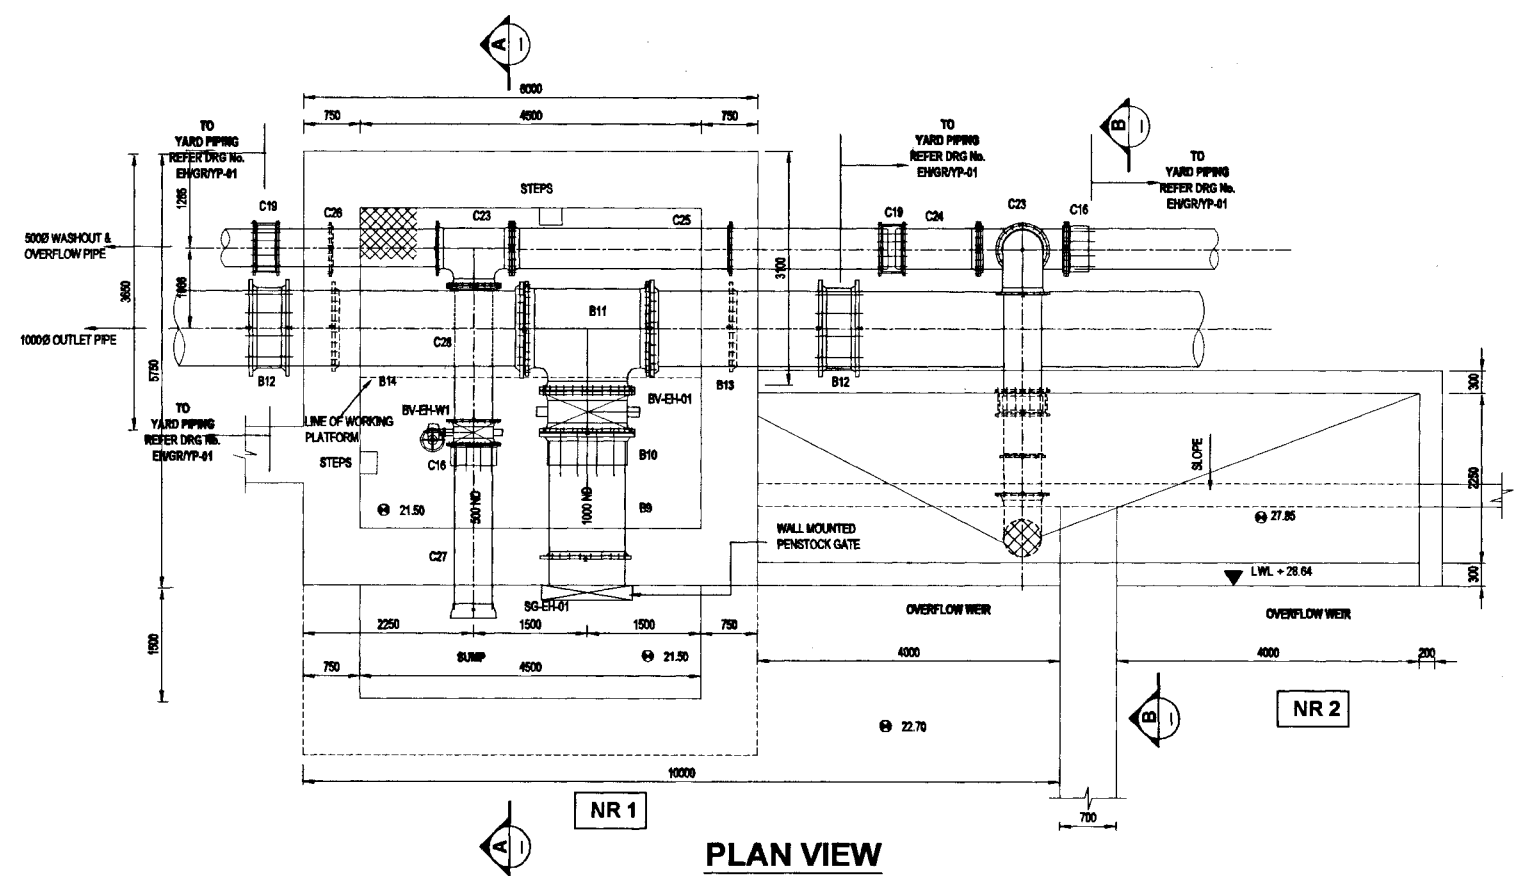 A
6000
750
4500
750
TO
YARD PIPING
REFER DRG No.
EH/GR/YP-01
TO
YARD PIPING
REFER DRG No.
EH/GR/YP-01
B
TO
YARD PIPING
REFER DRG No.
EH/GR/YP-01
STEPS
1265
C19
C26
C23
C25
C19
C24
C23
C16
500Ø WASHOUT &
OVERFLOW PIPE
3100
3650
B11
1000Ø OUTLET PIPE
C28
5750
B12
B14
B13
B12
300
BV-EH-01
TO
YARD PIPING
REFER DRG No.
EH/GR/YP-01
BV-EH-W1
LINE OF WORKING
PLATFORM
STEPS
C16
B10
SLOPE
2250
21.50
500 ND
1000 ND
B9
27.85
WALL MOUNTED
PENSTOCK GATE
C27
LWL + 28.64
300
SG-EH-01
OVERFLOW WEIR
OVERFLOW WEIR
2250
1500
1500
750
1500
SUMP
21.50
4000
4000
200
750
4500
NR 2
B
22.70
10000
NR 1
700
A
PLAN VIEW